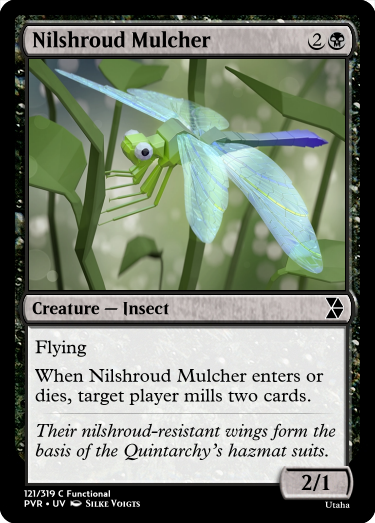 Nilshroud Mulcher 2
Creature — Insect
Flying
When Nilshroud Mulcher enters or
dies, target player mills two cards.
Their nilshroud-resistant wings form the
basis of the Quintarchy's hazmat suits.
2/1
121/319 C Functional
PVR • UV Silke Voigts
Utaha